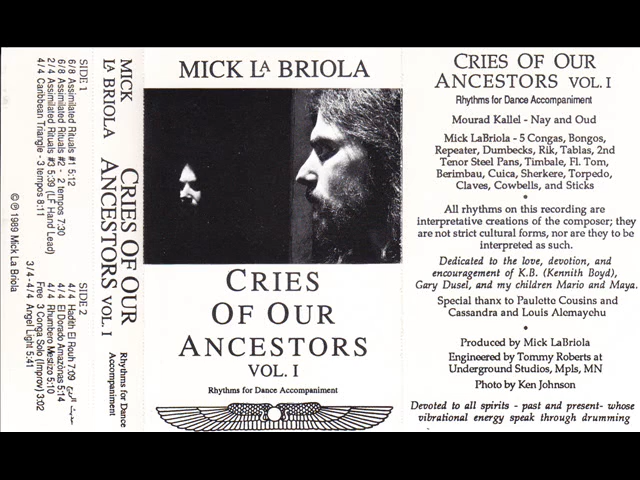 SIDE 1
6/8 Assimilated Rituals #1 5:12
6/8 Assimilated Rituals #2 - 2 tempos 7:30
2/4 Assimilated Rituals #3 5:39 (LF Hand Lead)
4/4 Caribbean Triangle - 3 tempos 8:11
SIDE 2
4/4 Hadith El Rouh 7:09
4/4 El Dorado Amazónas 5:14
4/4 Rhumbero Mestizo 5:10
Free 3 Conga Solo (Improv) 3:02
3/4-4/4 Angel Light 5:41
© ℗ 1989 Mick La Briola
MICK
LA BRIOLA
CRIES OF OUR
ANCESTORS VOL. I
Rhythms for Dance
Accompaniment
MICK LA BRIOLA
CRIES
OF OUR
ANCESTORS
VOL. I
Rhythms for Dance Accompaniment
CRIES OF OUR
ANCESTORS VOL. I
Rhythms for Dance Accompaniment
Mourad Kallel - Nay and Oud
Mick LaBriola - 5 Congas, Bongos,
Repeater, Dumbecks, Rik, Tablas, 2nd
Tenor Steel Pans, Timbale, Fl. Tom,
Berimbau, Cuica, Sherkere, Torpedo,
Claves, Cowbells, and Sticks
•
All rhythms on this recording are
interpretative creations of the composer; they
are not strict cultural forms, nor are they to be
interpreted as such.
Dedicated to the love, devotion, and
encouragement of K.B. (Kennith Boyd),
Gary Dusel, and my children Mario and Maya.
Special thanx to Paulette Cousins and
Cassandra and Louis Alemayehu
•
Produced by Mick LaBriola
Engineered by Tommy Roberts at
Underground Studios, Mpls, MN
Photo by Ken Johnson
•
Devoted to all spirits - past and present- whose
vibrational energy speak through drumming